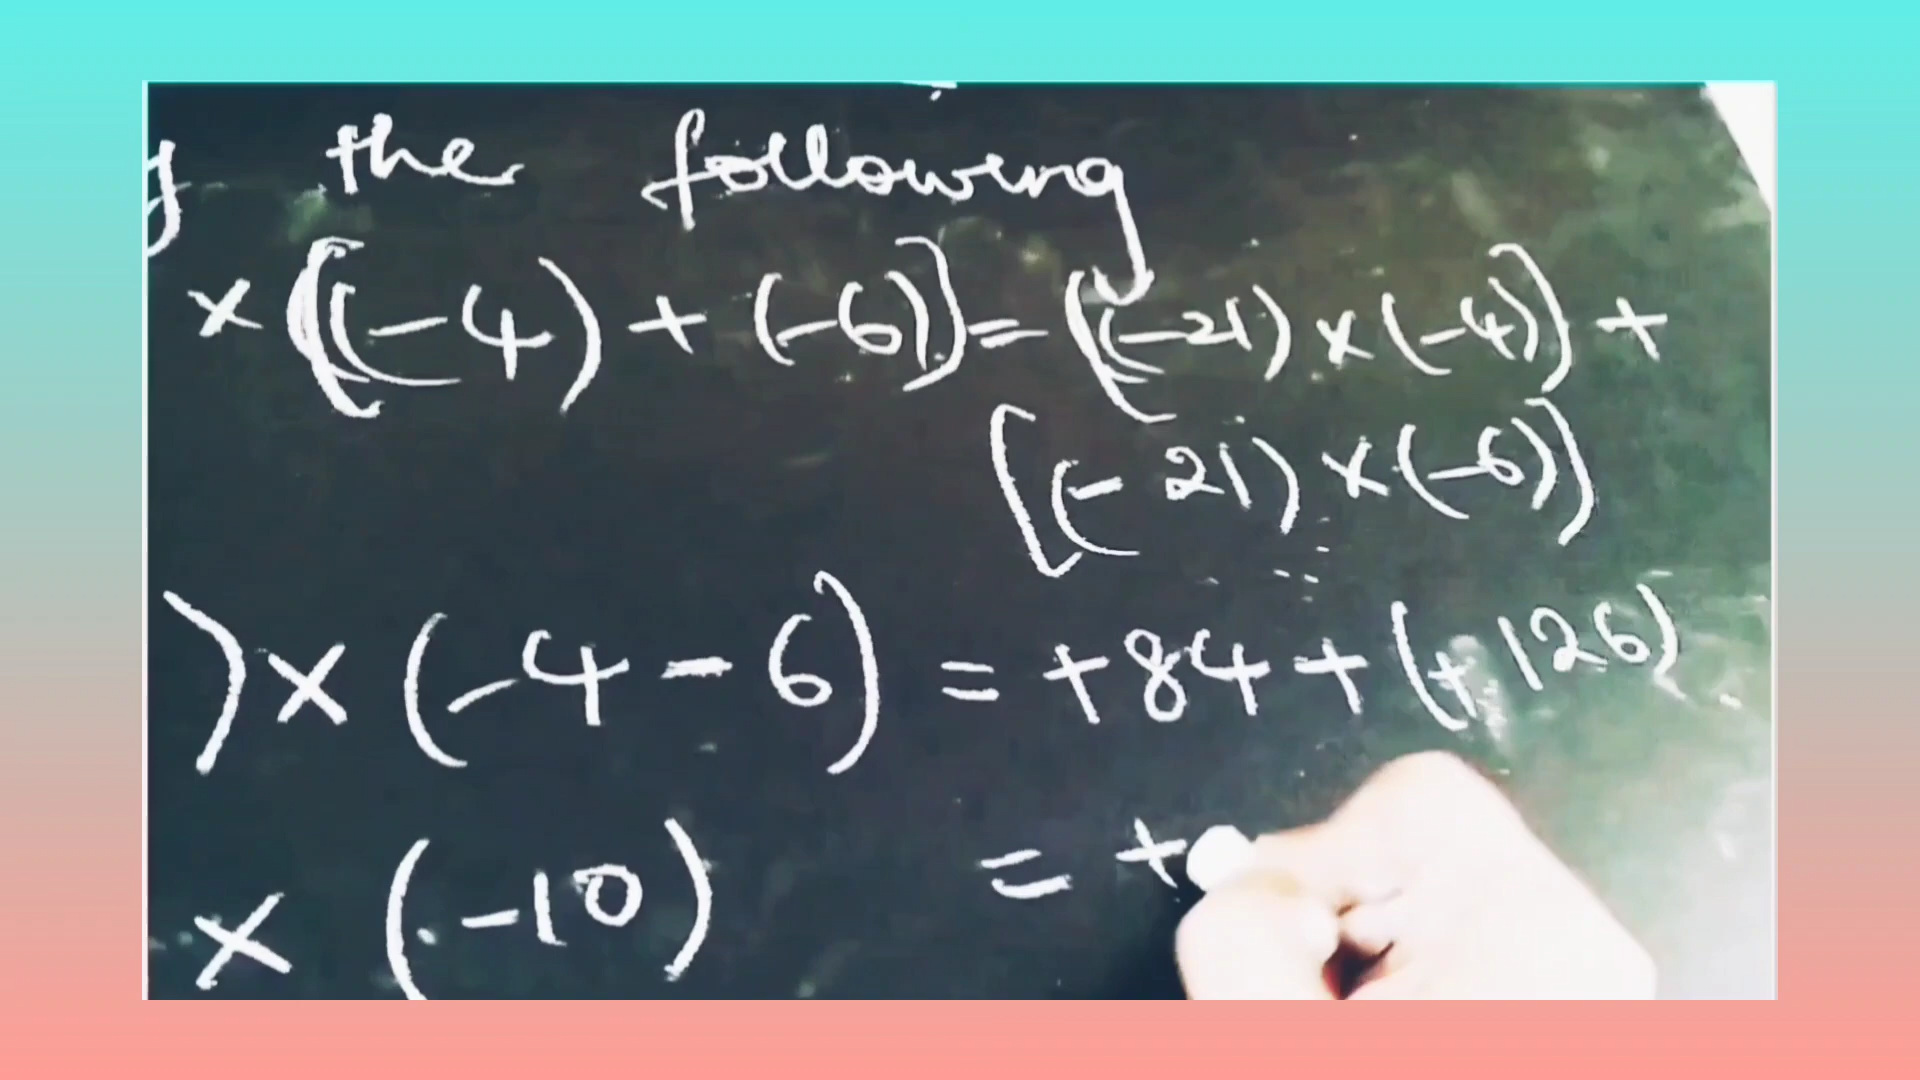 y the following
× [(-4) + (-6)] = [(-21) × (-4)] +
[(-21) × (-6)]
) × (-4 - 6) = +84 + (+126)
× (-10) = +